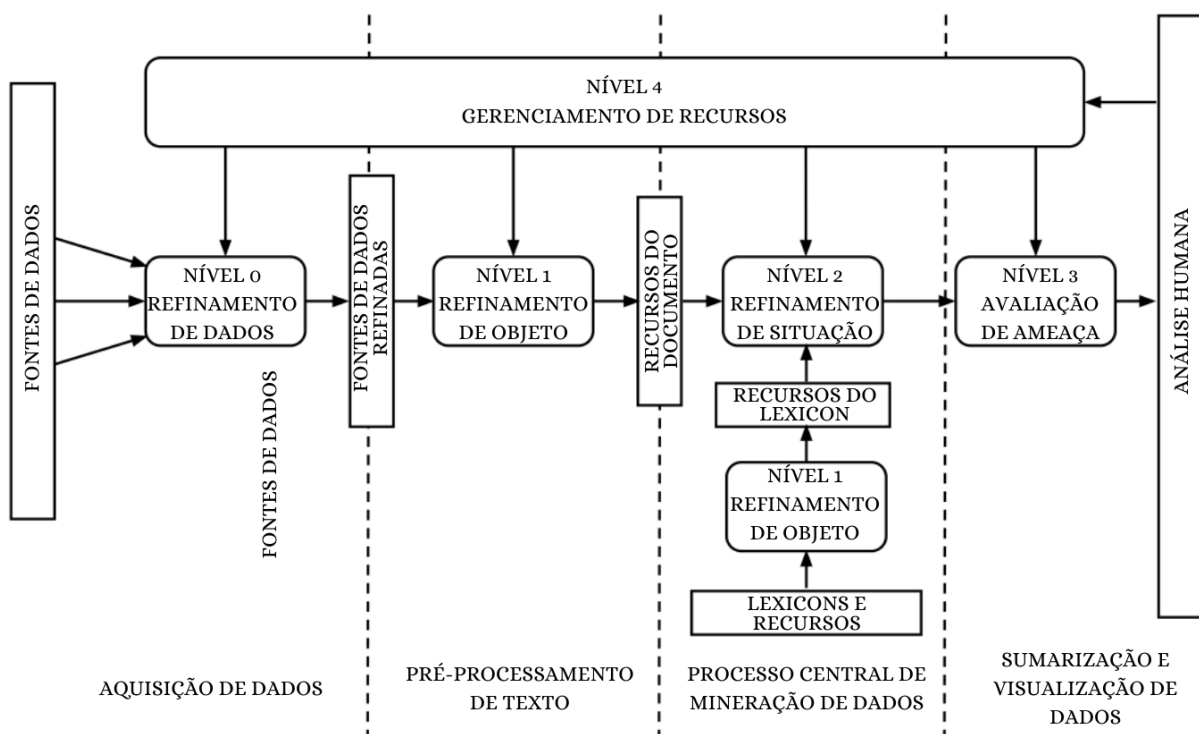 NÍVEL 4
GERENCIAMENTO DE RECURSOS
FONTES DE DADOS
NÍVEL 0
REFINAMENTO
DE DADOS
FONTES DE DADOS
FONTES DE DADOS
REFINADAS
NÍVEL 1
REFINAMENTO
DE OBJETO
RECURSOS DO
DOCUMENTO
NÍVEL 2
REFINAMENTO
DE SITUAÇÃO
RECURSOS DO
LEXICON
NÍVEL 1
REFINAMENTO
DE OBJETO
LEXICONS E
RECURSOS
NÍVEL 3
AVALIAÇÃO
DE AMEAÇA
ANÁLISE HUMANA
AQUISIÇÃO DE DADOS
PRÉ-PROCESSAMENTO
DE TEXTO
PROCESSO CENTRAL DE
MINERAÇÃO DE DADOS
SUMARIZAÇÃO E
VISUALIZAÇÃO DE
DADOS